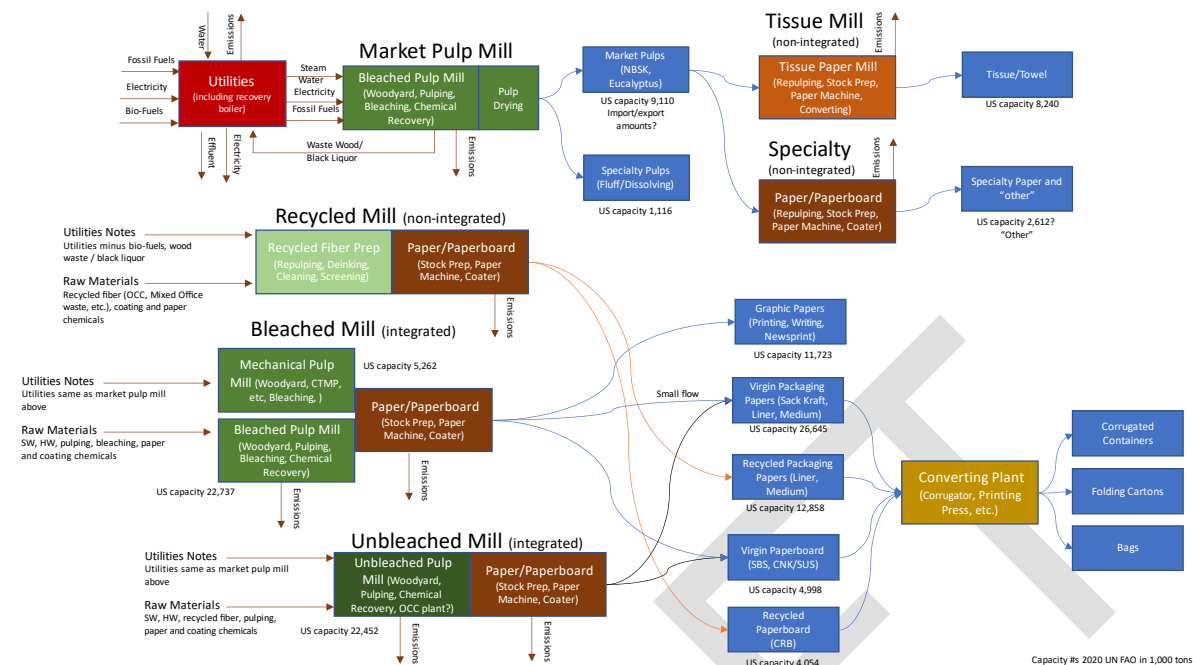 Tissue Mill
(non-integrated)
Market Pulp Mill
Water
Emissions
Fossil Fuels
Electricity
Bio-Fuels
Utilities
(including recovery
boiler)
Steam
Water
Electricity
Fossil Fuels
Bleached Pulp Mill
(Woodyard, Pulping,
Bleaching, Chemical
Recovery)
Pulp
Drying
Waste Wood/
Black Liquor
Effluent
Electricity
Emissions
Market Pulps
(NBSK,
Eucalyptus)
US capacity 9,110
Import/export
amounts?
Specialty Pulps
(Fluff/Dissolving)
US capacity 1,116
Emissions
Tissue Paper Mill
(Repulping, Stock Prep,
Paper Machine,
Converting)
Tissue/Towel
US capacity 8,240
Specialty
(non-integrated)
Emissions
Paper/Paperboard
(Repulping, Stock Prep,
Paper Machine, Coater)
Specialty Paper and
“other”
US capacity 2,612?
“Other”
Recycled Mill (non-integrated)
Utilities Notes
Utilities minus bio-fuels, wood
waste / black liquor
Raw Materials
Recycled fiber (OCC, Mixed Office
waste, etc.), coating and paper
chemicals
Recycled Fiber Prep
(Repulping, Deinking,
Cleaning, Screening)
Paper/Paperboard
(Stock Prep, Paper
Machine, Coater)
Emissions
Bleached Mill (integrated)
Mechanical Pulp
Mill (Woodyard, CTMP,
etc, Bleaching, )
US capacity 5,262
Utilities Notes
Utilities same as market pulp mill
above
Raw Materials
SW, HW, pulping, bleaching, paper
and coating chemicals
Bleached Pulp Mill
(Woodyard, Pulping,
Bleaching, Chemical
Recovery)
US capacity 22,737
Emissions
Paper/Paperboard
(Stock Prep, Paper
Machine, Coater)
Emissions
Unbleached Mill (integrated)
Utilities Notes
Utilities same as market pulp mill
above
Raw Materials
SW, HW, recycled fiber, pulping,
paper and coating chemicals
Unbleached Pulp
Mill (Woodyard,
Pulping, Chemical
Recovery, OCC plant?)
US capacity 22,452
Paper/Paperboard
(Stock Prep, Paper
Machine, Coater)
Emissions
Emissions
Graphic Papers
(Printing, Writing,
Newsprint)
US capacity 11,723
Small flow
Virgin Packaging
Papers (Sack Kraft,
Liner, Medium)
US capacity 26,645
Recycled Packaging
Papers (Liner,
Medium)
US capacity 12,858
Virgin Paperboard
(SBS, CNK/SUS)
US capacity 4,998
Recycled
Paperboard
(CRB)
US capacity 4,054
Converting Plant
(Corrugator, Printing
Press, etc.)
Corrugated
Containers
Folding Cartons
Bags
Capacity #s 2020 UN FAO in 1,000 tons